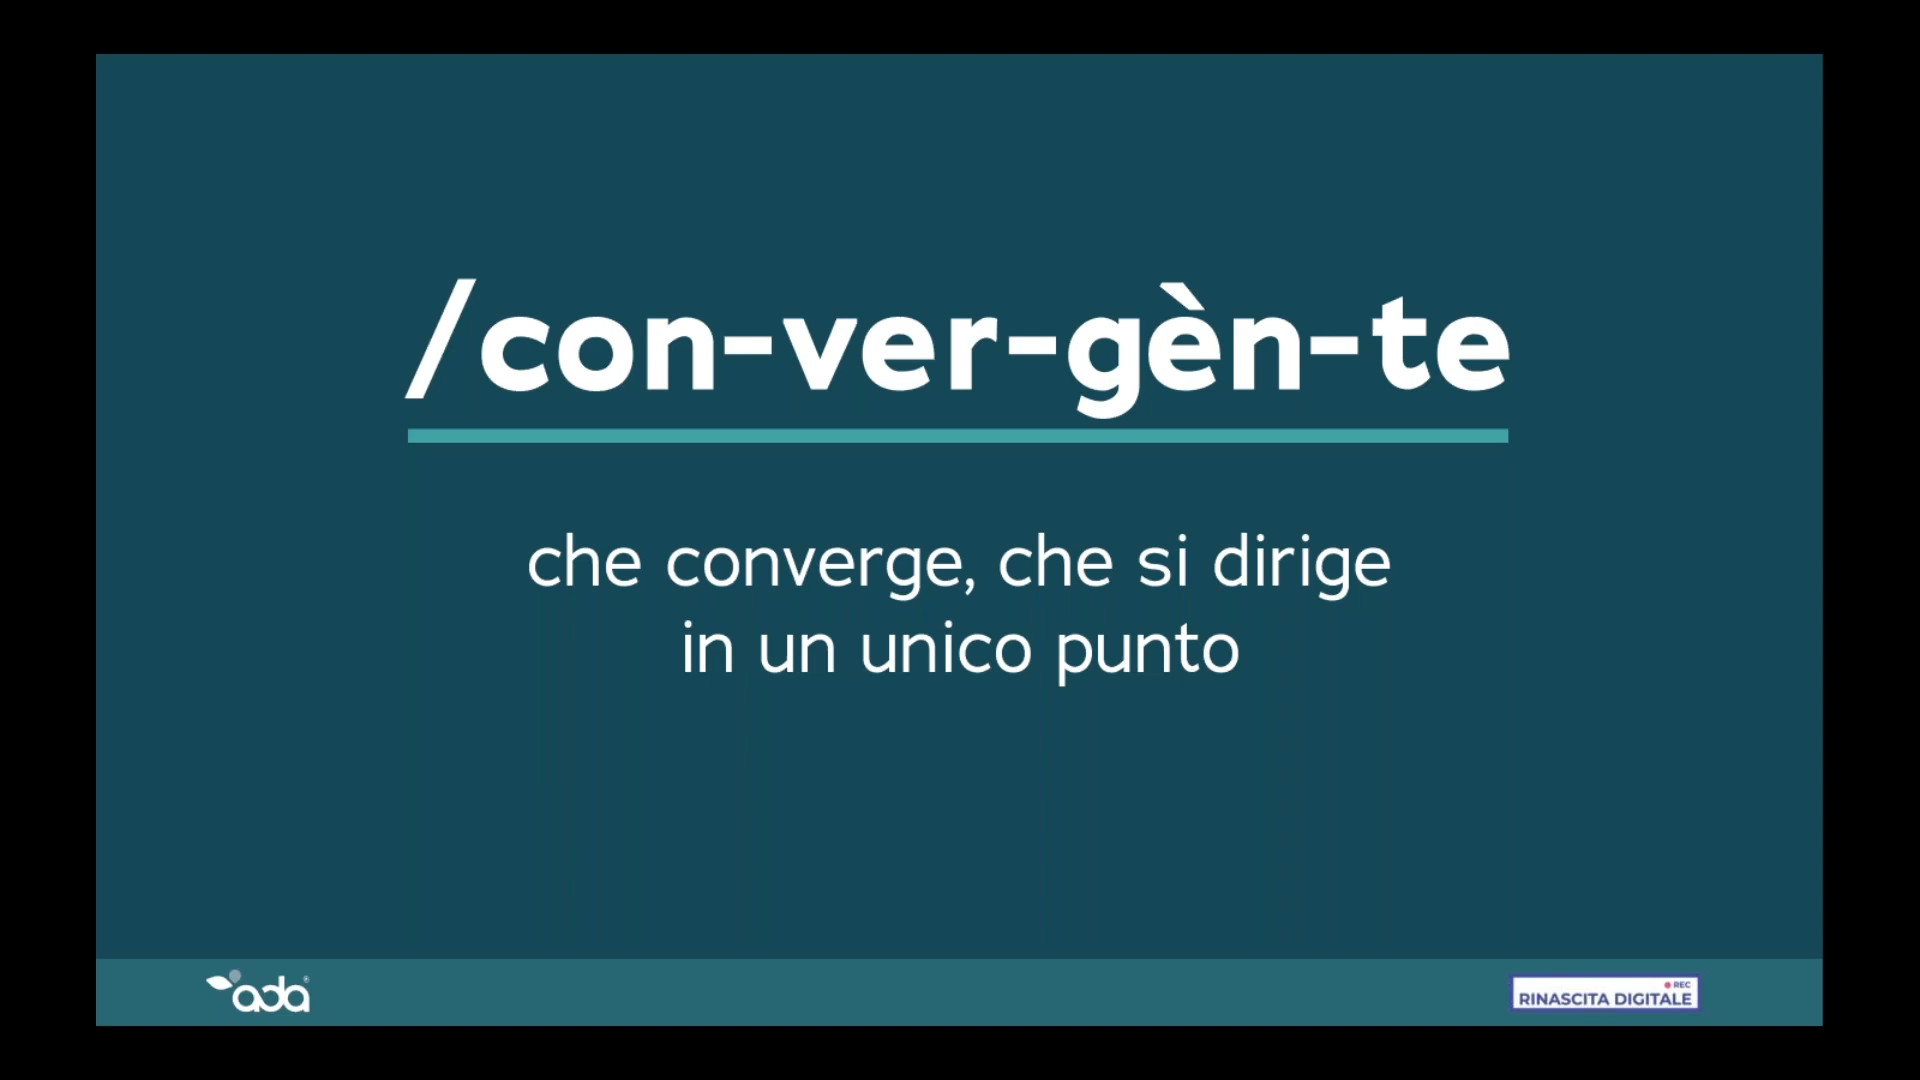 /con-ver-gèn-te
che converge, che si dirige
in un unico punto
ada
REC
RINASCITA DIGITALE